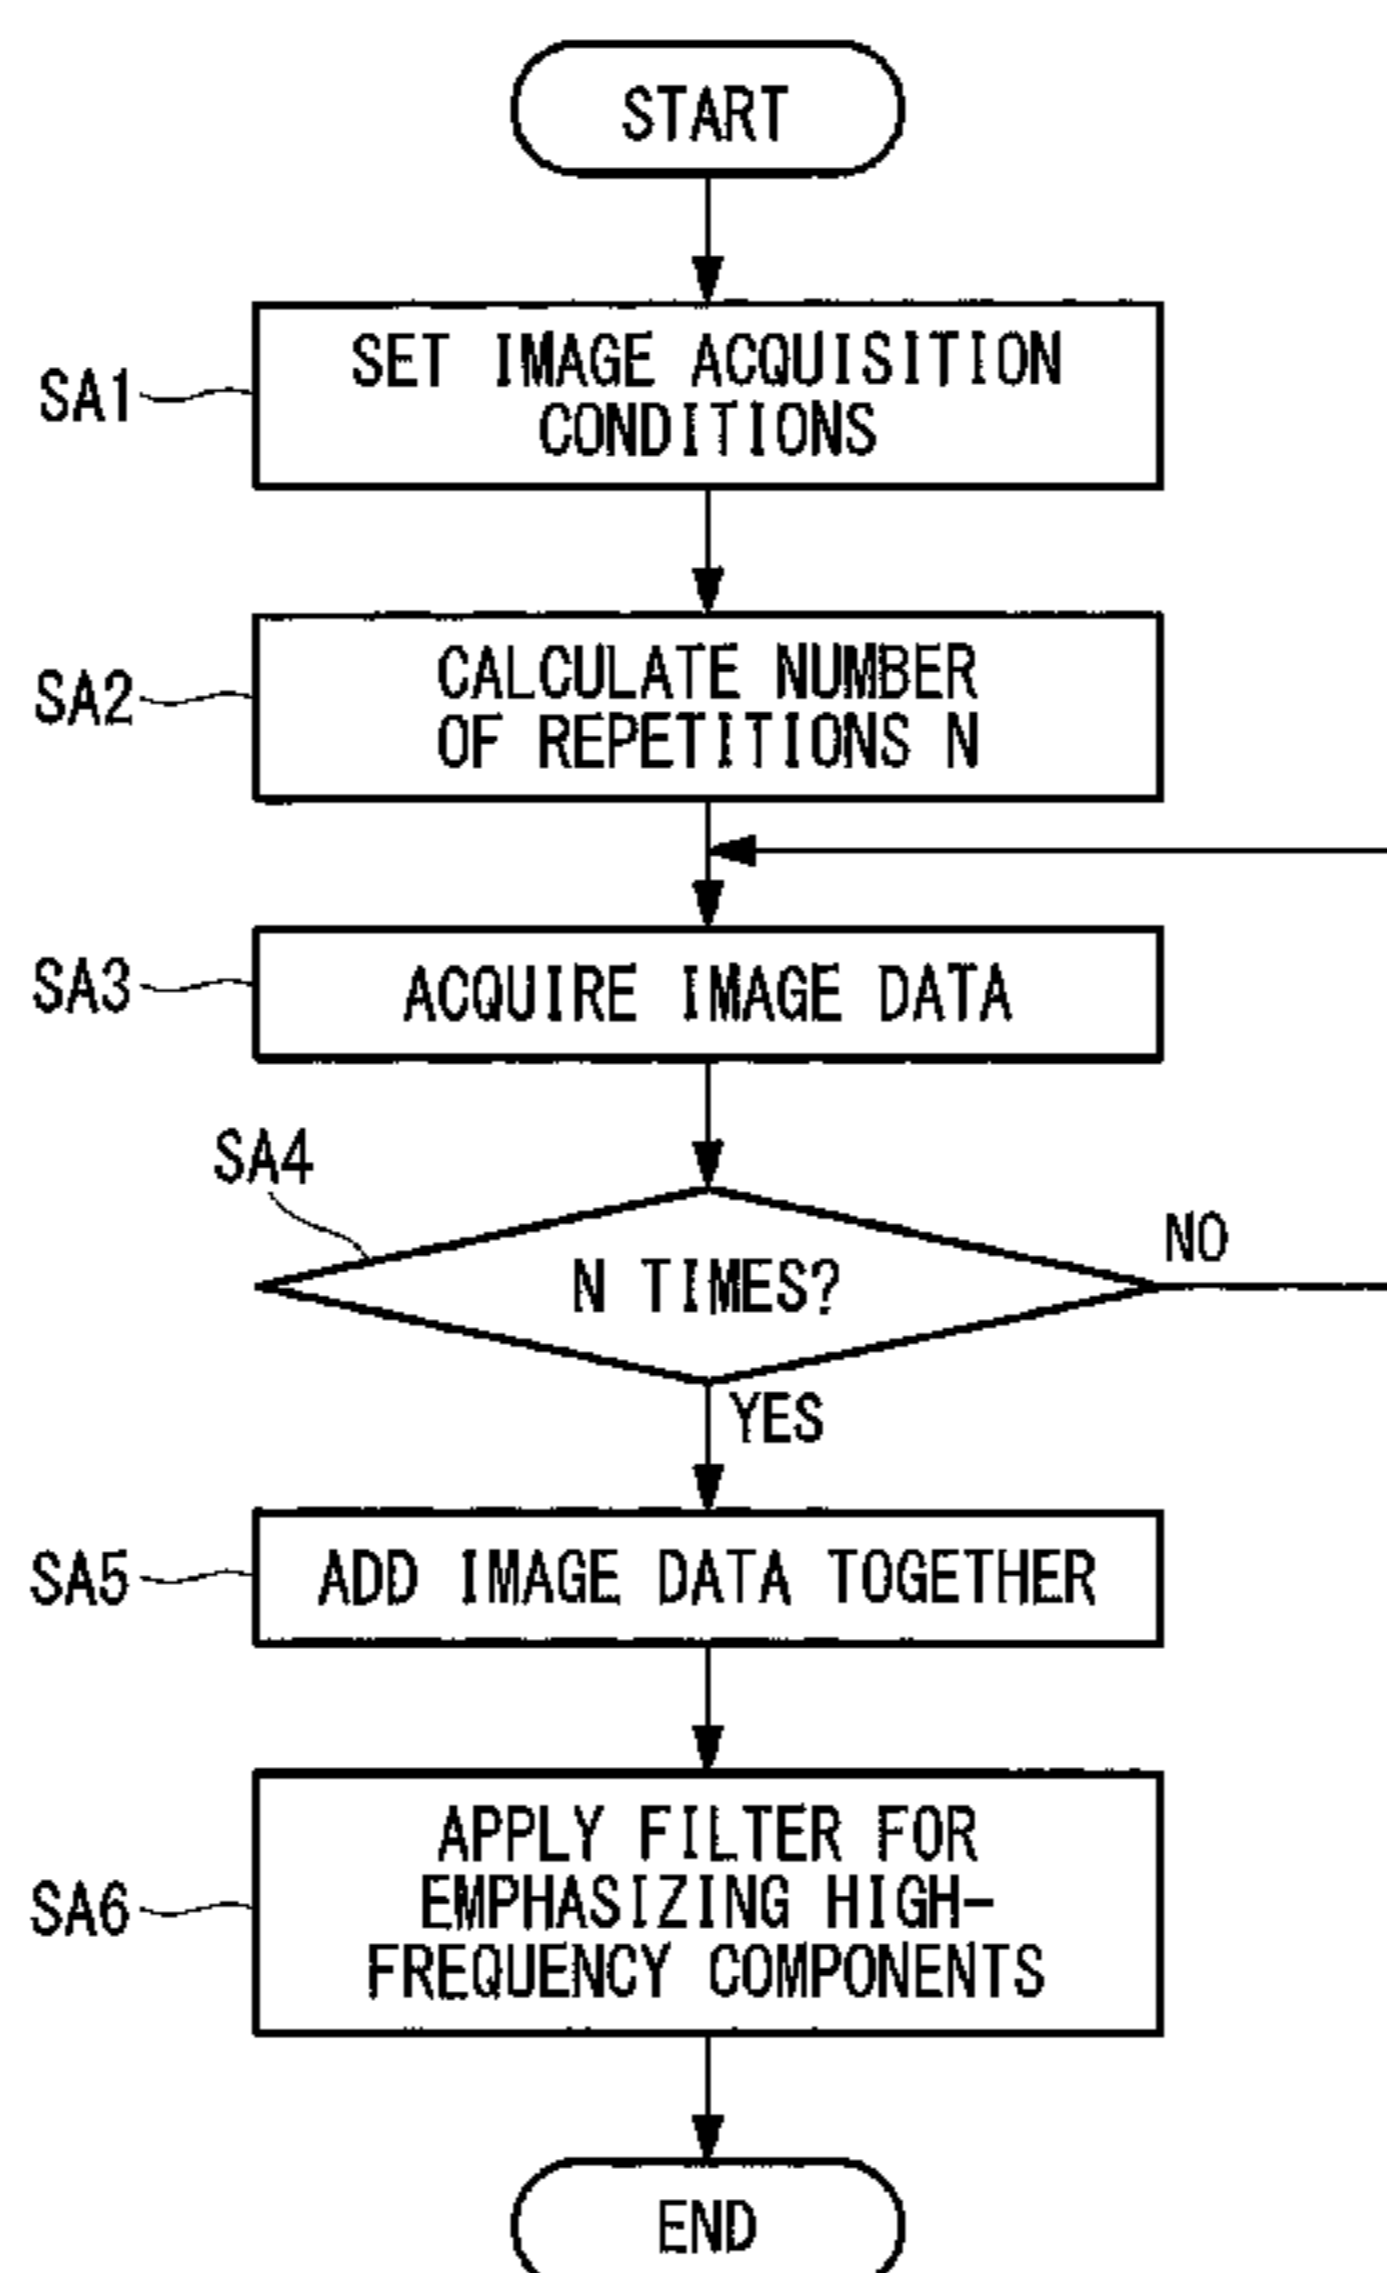 START
SA1
SET IMAGE ACQUISITION
CONDITIONS
SA2
CALCULATE NUMBER
OF REPETITIONS N
SA3
ACQUIRE IMAGE DATA
SA4
N TIMES?
NO
YES
SA5
ADD IMAGE DATA TOGETHER
SA6
APPLY FILTER FOR
EMPHASIZING HIGH-
FREQUENCY COMPONENTS
END